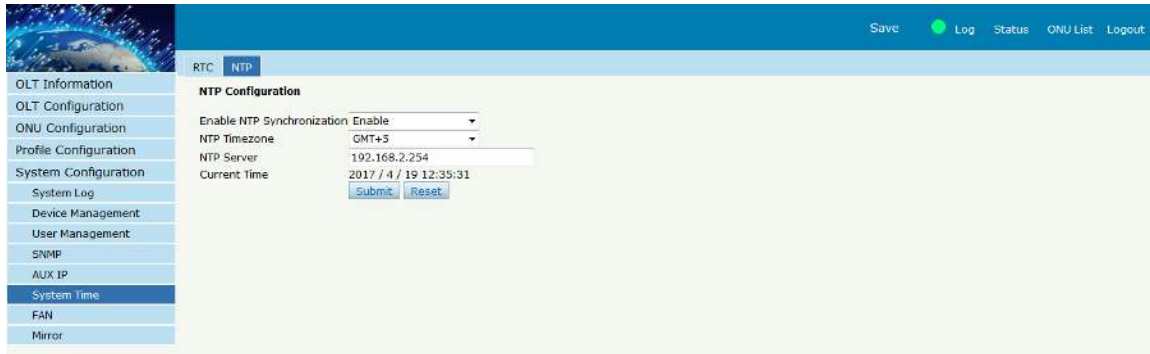 Save Log Status ONU List Logout
RTC NTP
OLT Information
OLT Configuration
ONU Configuration
Profile Configuration
System Configuration
System Log
Device Management
User Management
SNMP
AUX IP
System Time
FAN
Mirror
NTP Configuration
Enable NTP Synchronization Enable
NTP Timezone GMT+5
NTP Server 192.168.2.254
Current Time 2017 / 4 / 19 12:35:31
Submit Reset